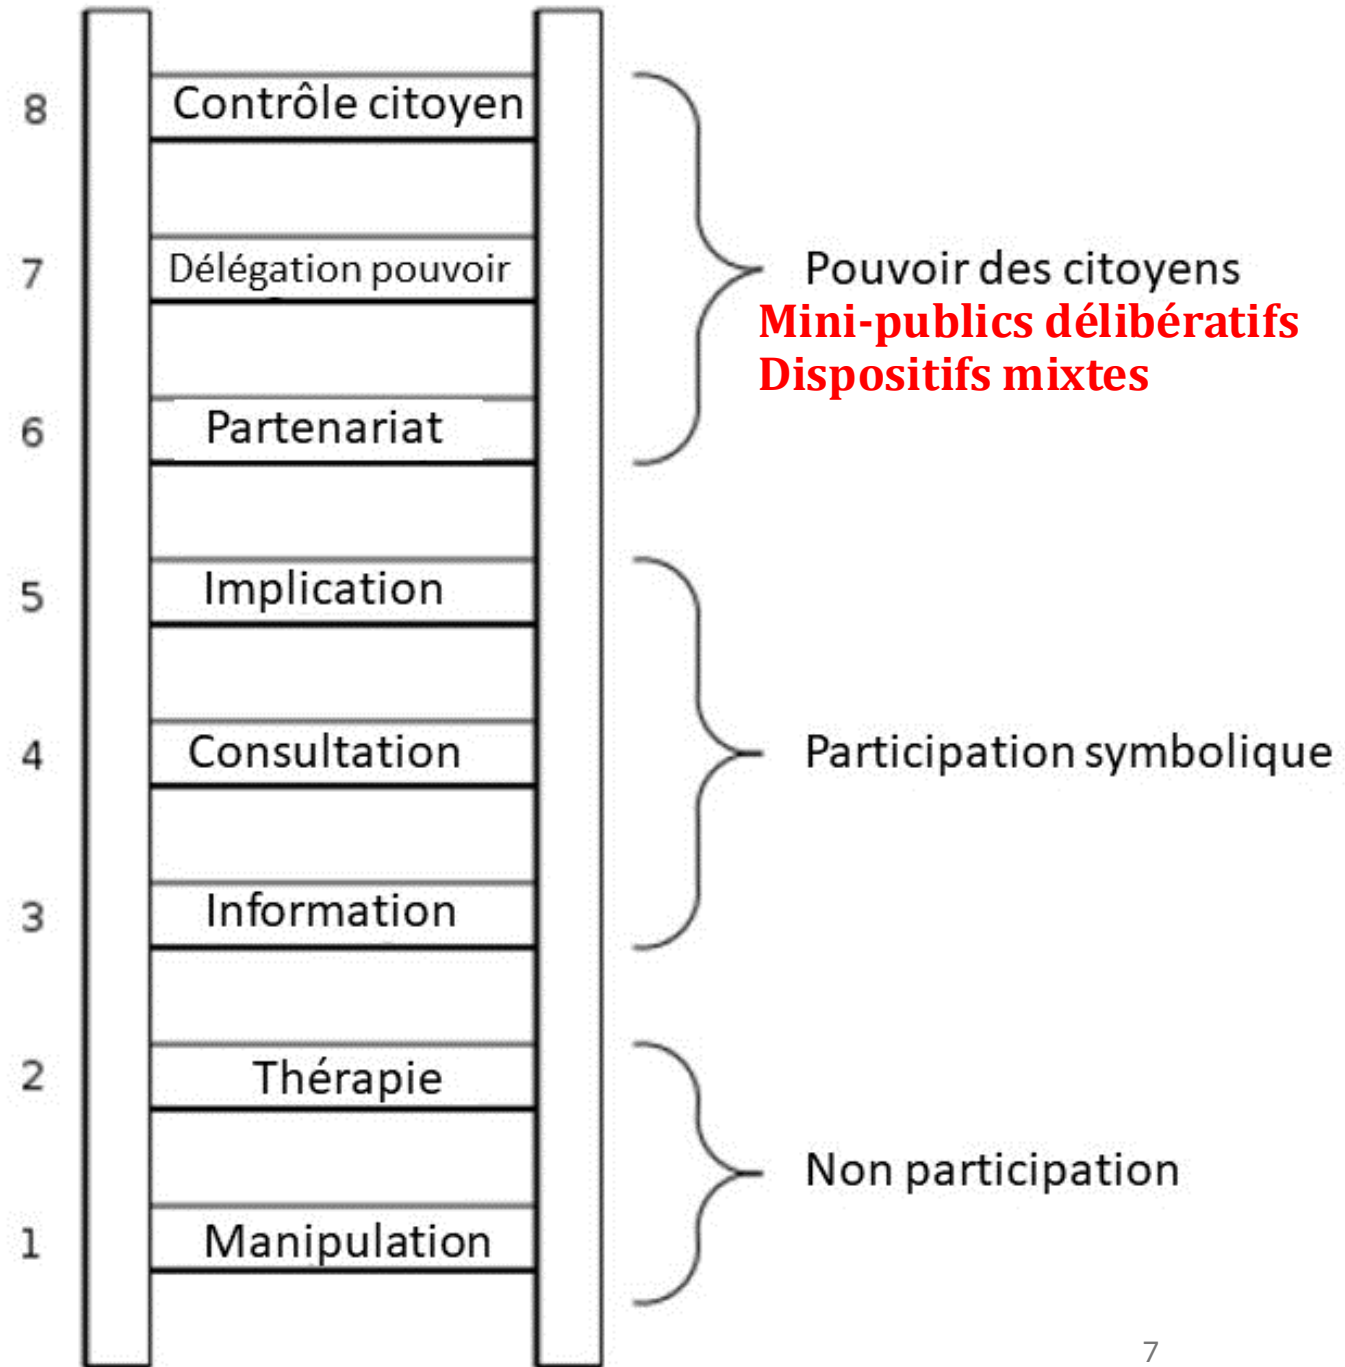 8 Contrôle citoyen
7 Délégation pouvoir
Pouvoir des citoyens
Mini-publics délibératifs
Dispositifs mixtes
6 Partenariat
5 Implication
4 Consultation
Participation symbolique
3 Information
2 Thérapie
Non participation
1 Manipulation
7